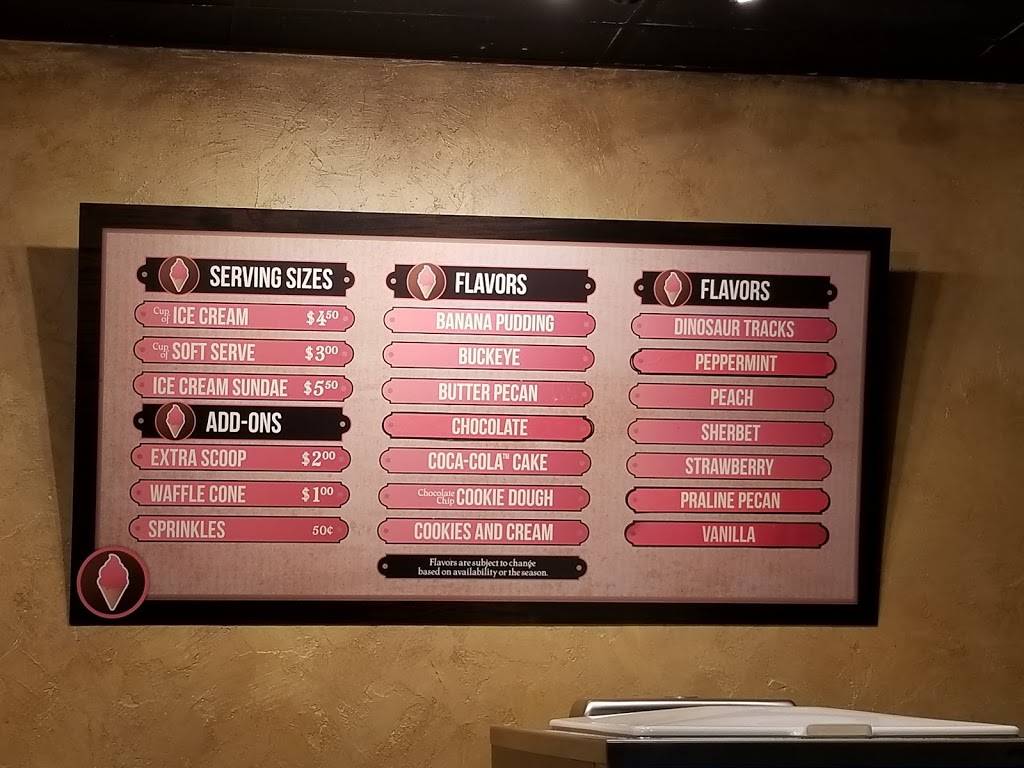 SERVING SIZES
Cup of ICE CREAM $4.50
Cup of SOFT SERVE $3.00
ICE CREAM SUNDAE $5.50
ADD-ONS
EXTRA SCOOP $2.00
WAFFLE CONE $1.00
SPRINKLES 50¢
FLAVORS
BANANA PUDDING
BUCKEYE
BUTTER PECAN
CHOCOLATE
COCA-COLA™ CAKE
Chocolate Chip COOKIE DOUGH
COOKIES AND CREAM
Flavors are subject to change
based on availability or the season.
FLAVORS
DINOSAUR TRACKS
PEPPERMINT
PEACH
SHERBET
STRAWBERRY
PRALINE PECAN
VANILLA